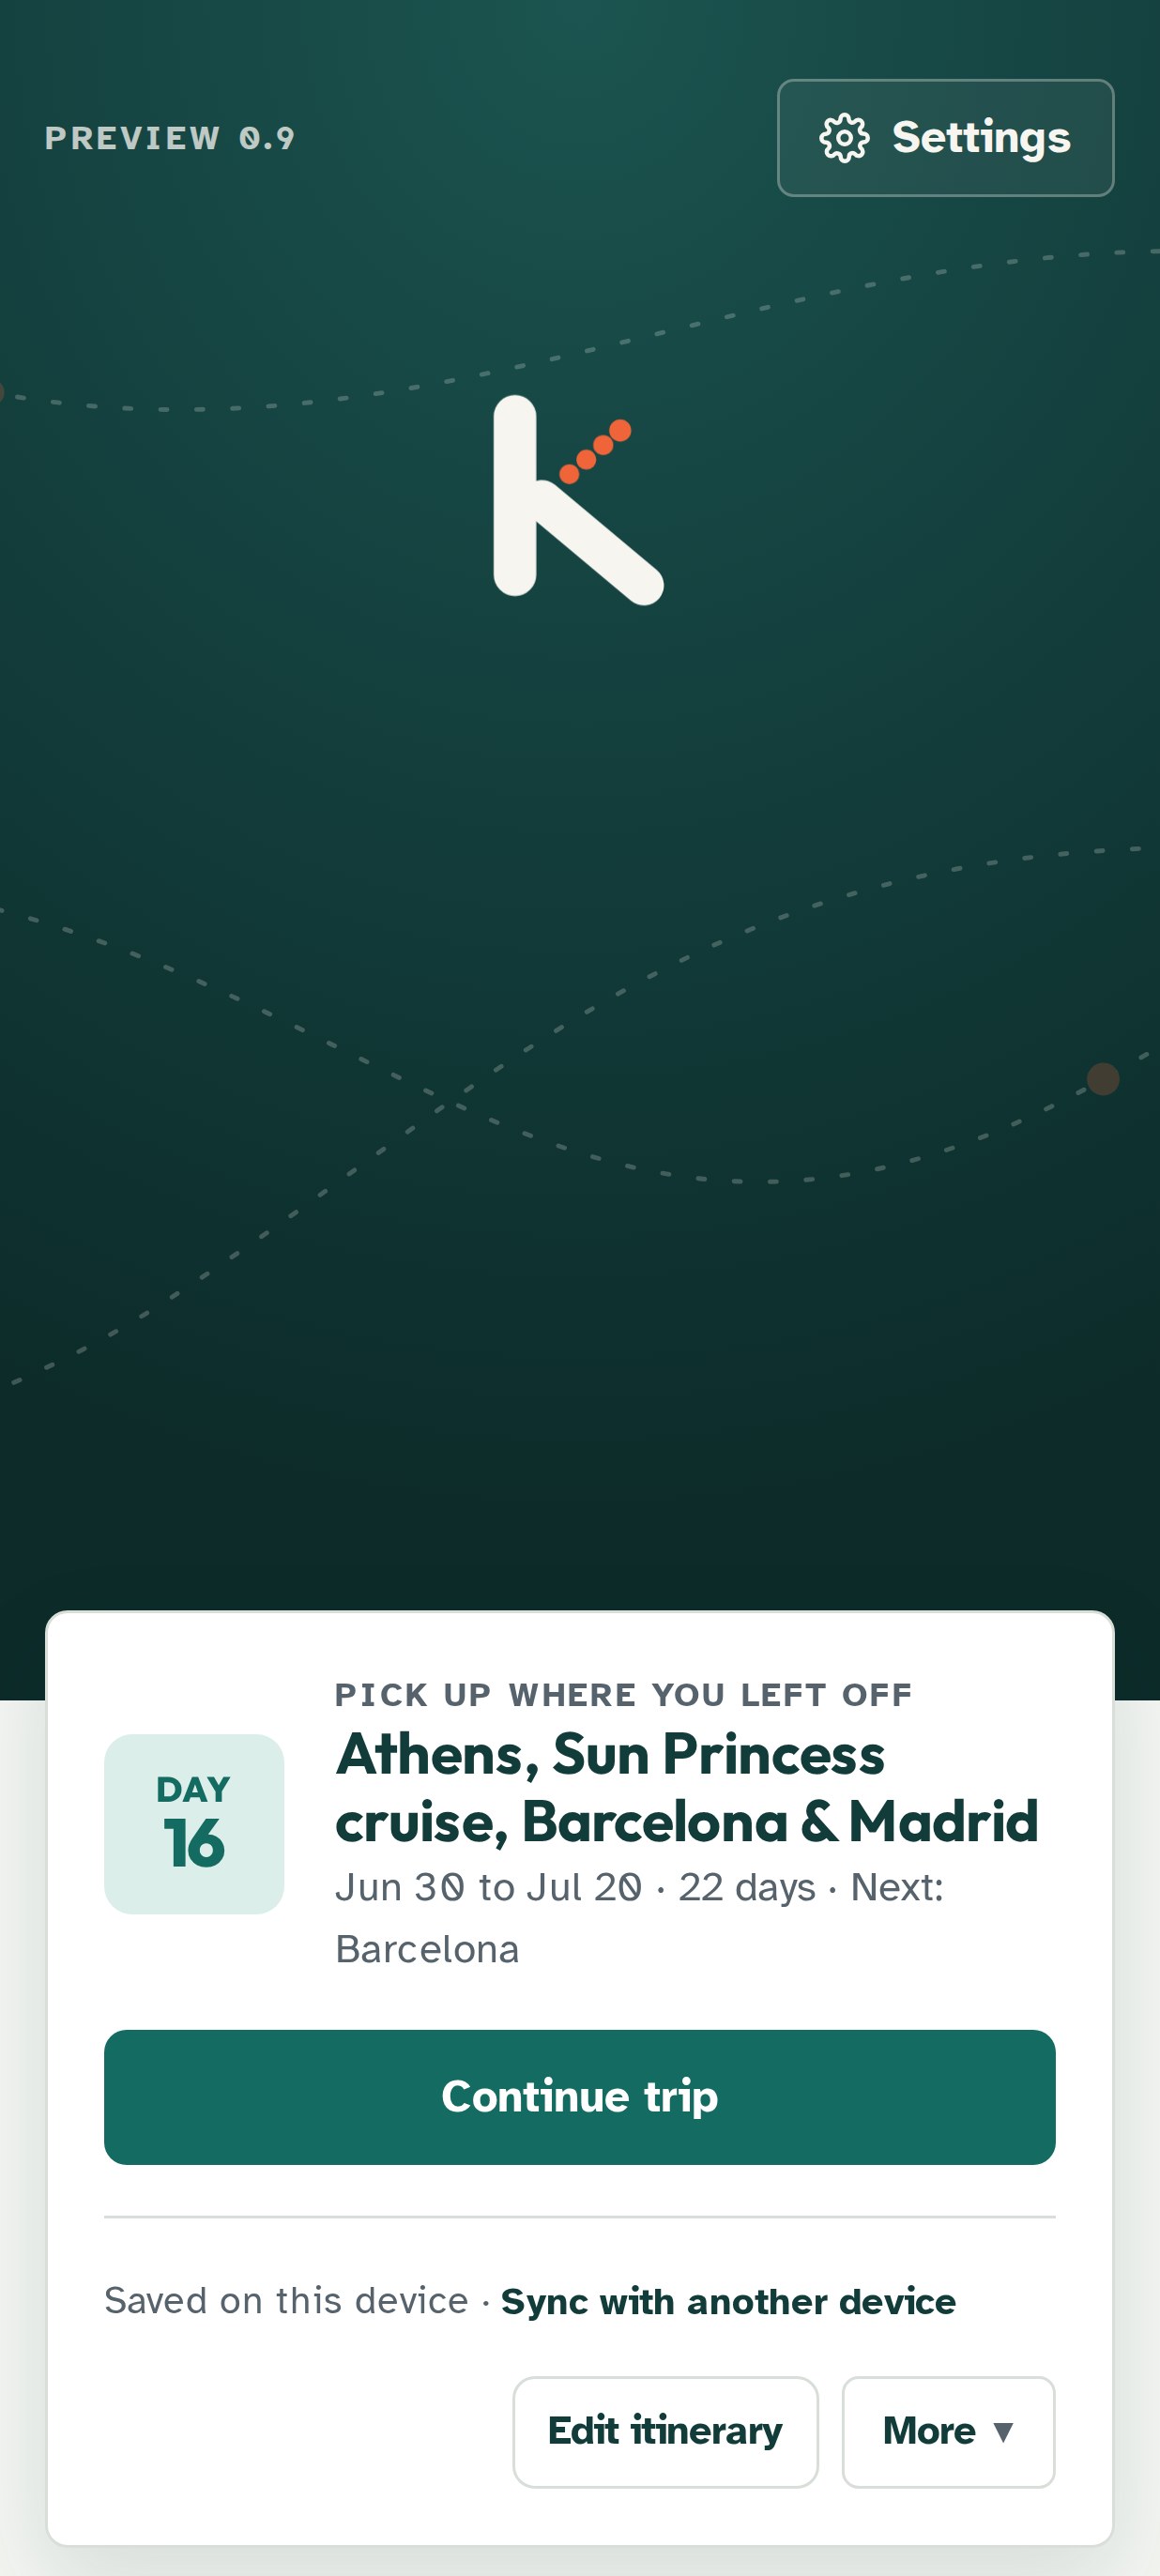 PREVIEW 0.9
Settings
PICK UP WHERE YOU LEFT OFF
DAY
16
Athens, Sun Princess
cruise, Barcelona & Madrid
Jun 30 to Jul 20 · 22 days · Next:
Barcelona
Continue trip
Saved on this device · Sync with another device
Edit itinerary
More ▼